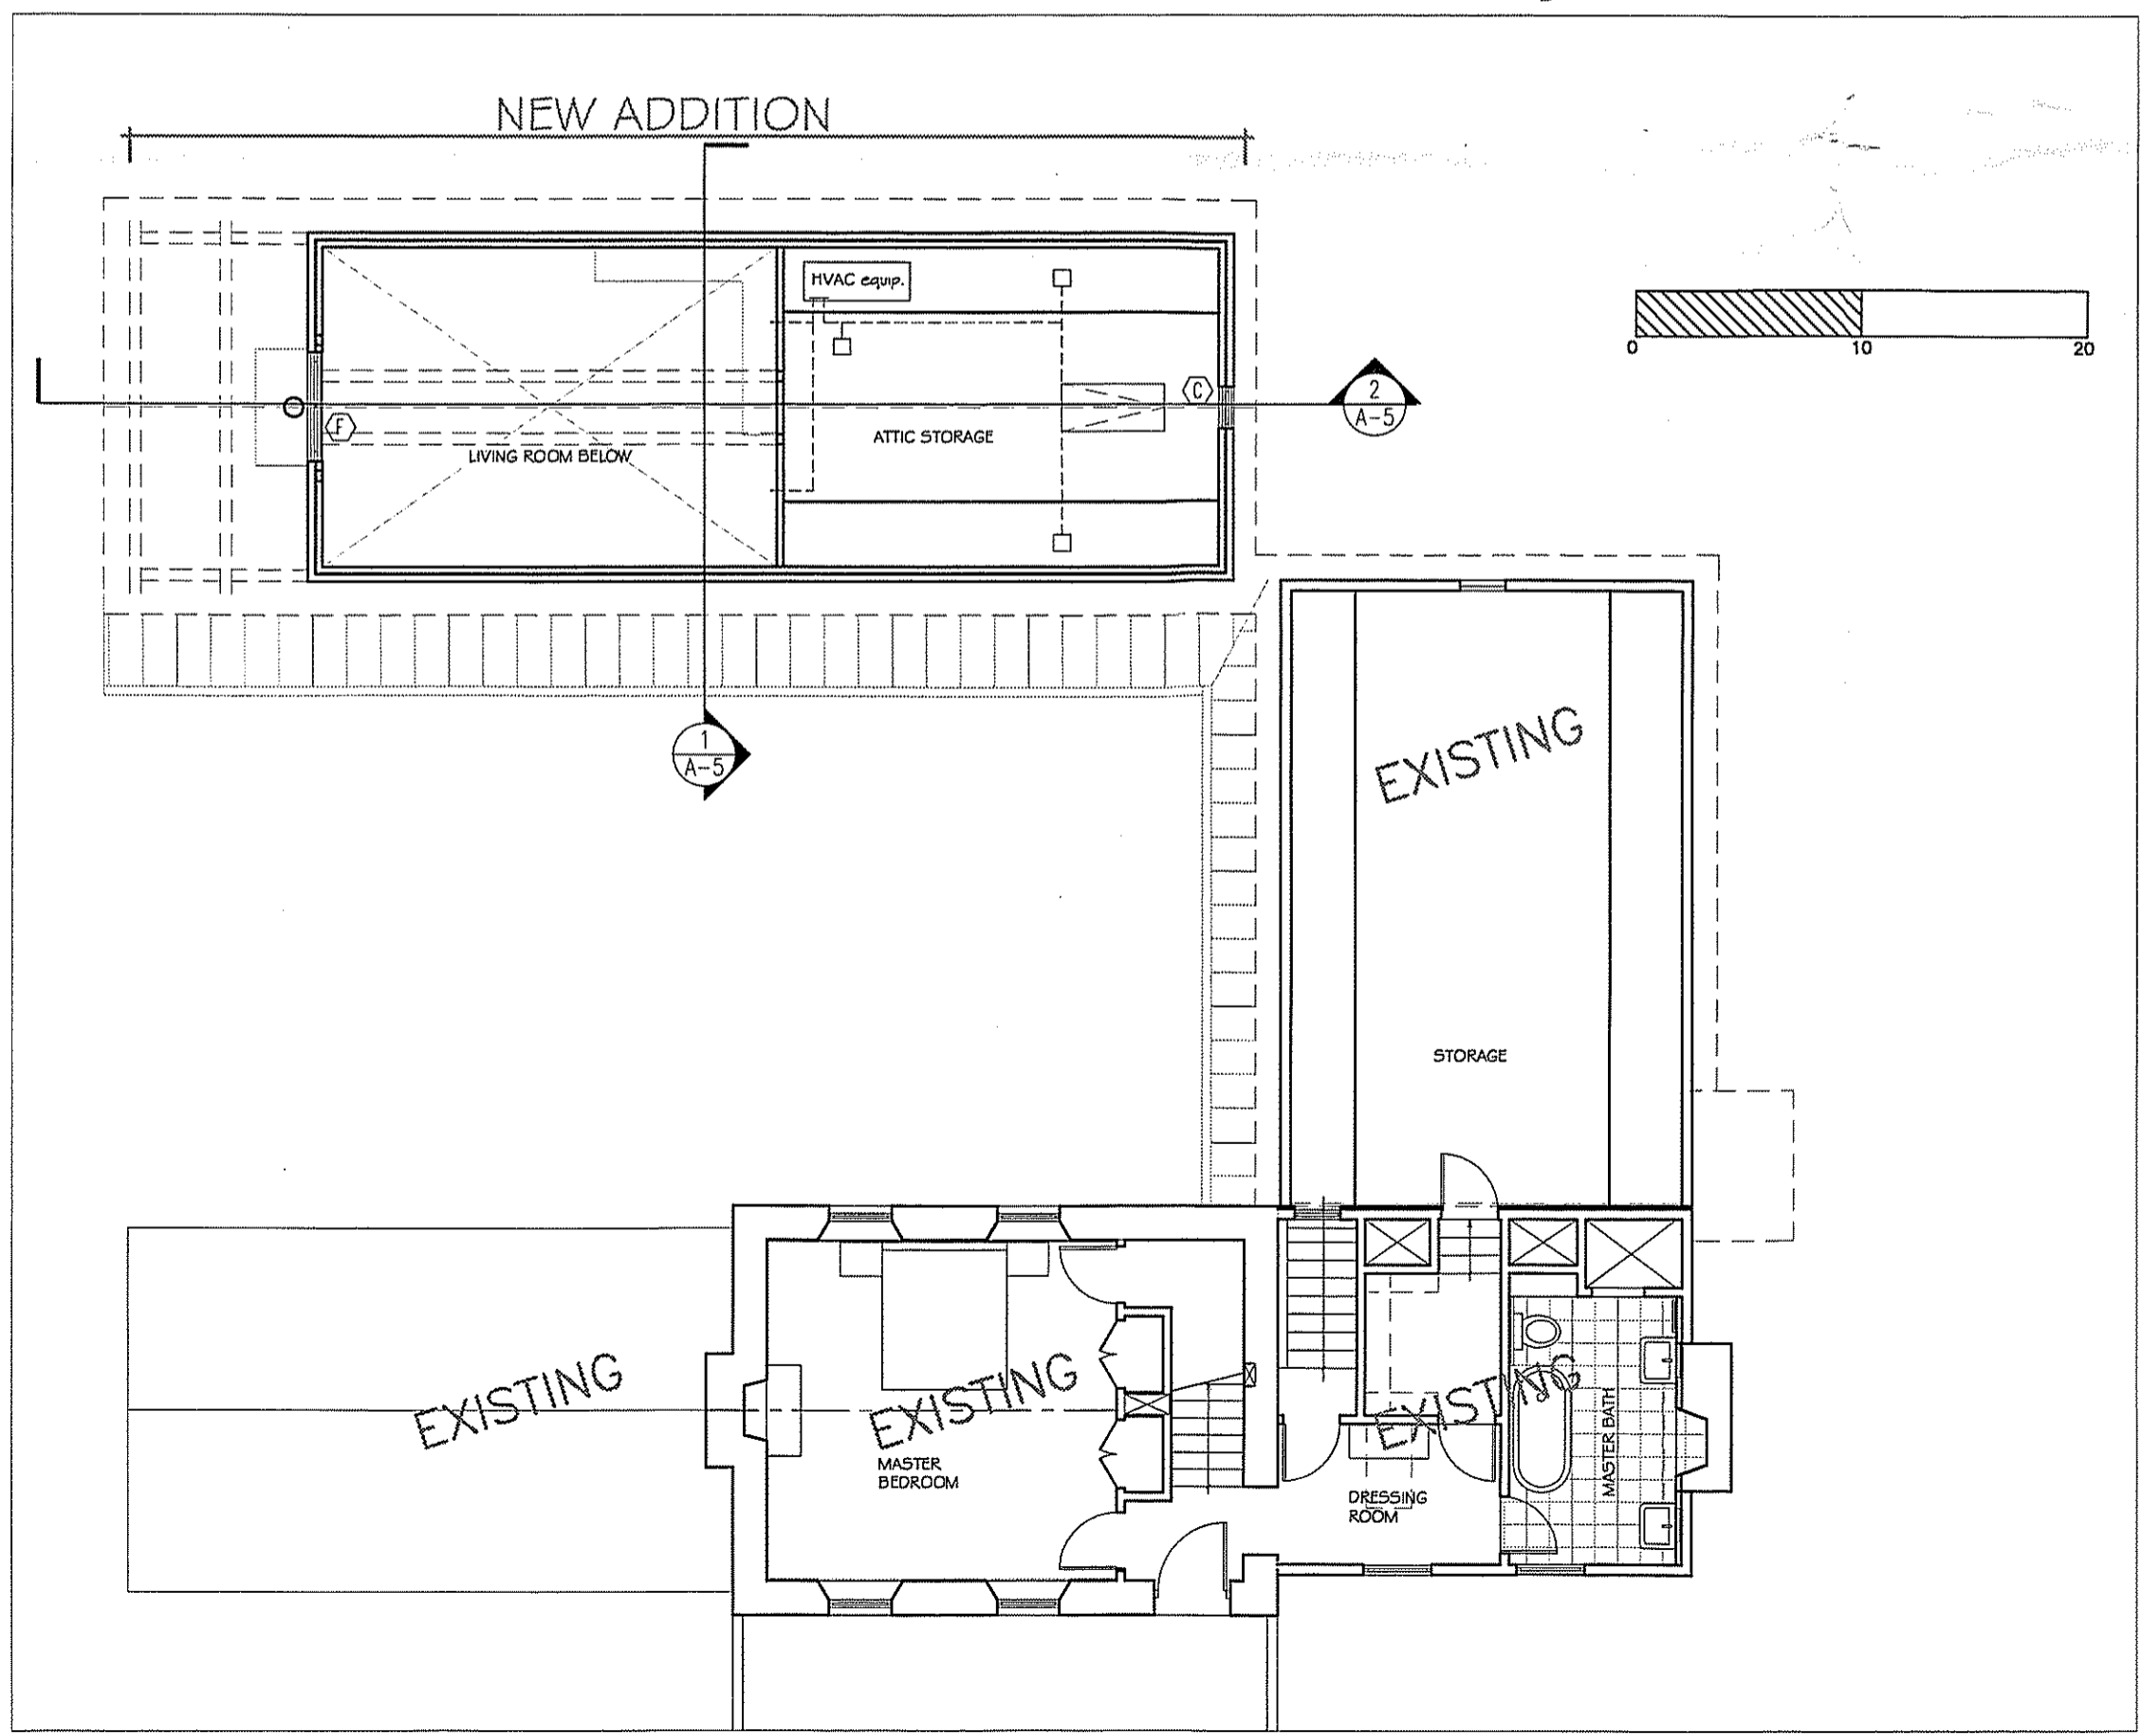 NEW ADDITION
HVAC equip.
0
10
20
C
2
A-5
F
ATTIC STORAGE
LIVING ROOM BELOW
1
A-5
EXISTING
STORAGE
EXISTING
EXISTING
EXISTING
MASTER
BEDROOM
MASTER BATH
DRESSING
ROOM